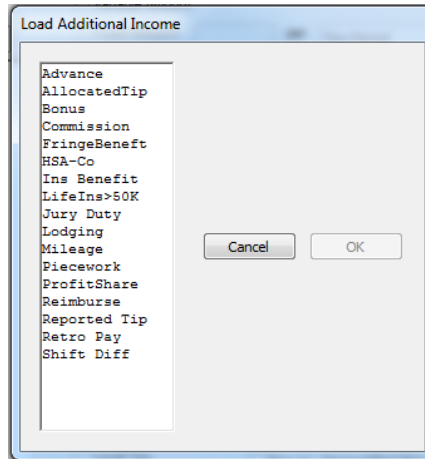 Load Additional Income
Advance
AllocatedTip
Bonus
Commission
FringeBeneft
HSA-Co
Ins Benefit
LifeIns>50K
Jury Duty
Lodging
Mileage
Piecework
ProfitShare
Reimburse
Reported Tip
Retro Pay
Shift Diff
Cancel
OK